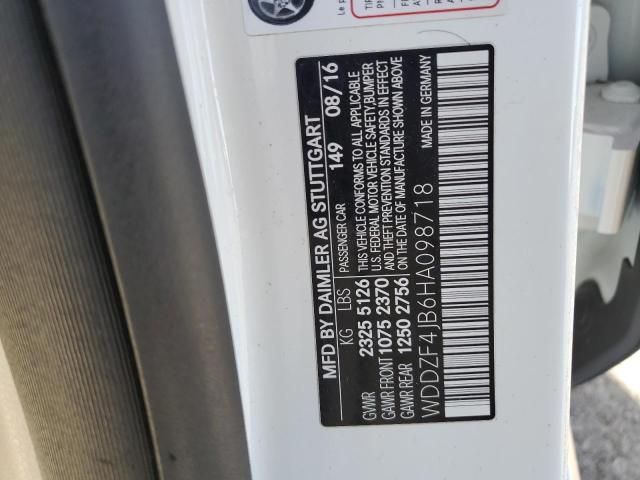 MFD BY DAIMLER AG STUTTGART
KG LBS PASSENGER CAR 149 08/16
GVWR 2325 5126 THIS VEHICLE CONFORMS TO ALL APPLICABLE
U.S. FEDERAL MOTOR VEHICLE SAFETY,BUMPER
GAWR FRONT 1075 2370 AND THEFT PREVENTION STANDARDS IN EFFECT
GAWR REAR 1250 2756 ON THE DATE OF MANUFACTURE SHOWN ABOVE
WDDZF4JB6HA098718 MADE IN GERMANY